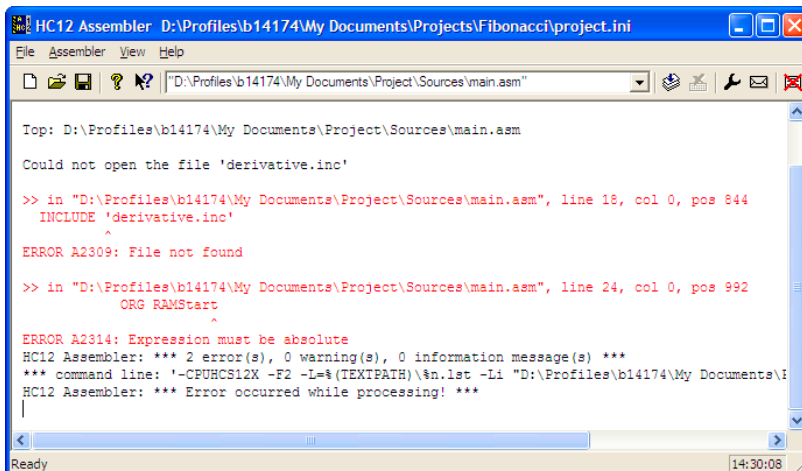 HC12 Assembler D:\Profiles\b14174\My Documents\Projects\Fibonacci\project.ini
File Assembler View Help
"D:\Profiles\b14174\My Documents\Project\Sources\main.asm"
Top: D:\Profiles\b14174\My Documents\Project\Sources\main.asm
Could not open the file 'derivative.inc'
>> in "D:\Profiles\b14174\My Documents\Project\Sources\main.asm", line 18, col 0, pos 844
INCLUDE 'derivative.inc'
^
ERROR A2309: File not found
>> in "D:\Profiles\b14174\My Documents\Project\Sources\main.asm", line 24, col 0, pos 992
ORG RAMStart
^
ERROR A2314: Expression must be absolute
HC12 Assembler: *** 2 error(s), 0 warning(s), 0 information message(s) ***
*** command line: '-CPUHCS12X -F2 -L=%(TEXTPATH)\%n.lst -Li "D:\Profiles\b14174\My Documents\
HC12 Assembler: *** Error occurred while processing! ***
Ready
14:30:08